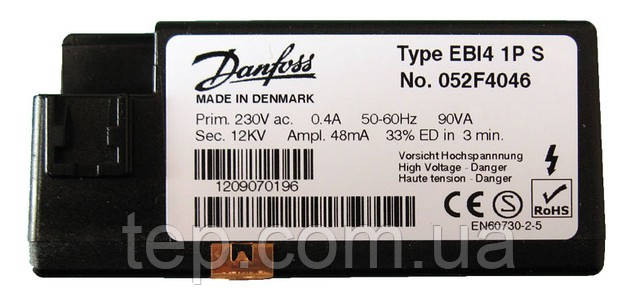 Danfoss
MADE IN DENMARK
Type EBI4 1P S
No. 052F4046
Prim. 230V ac. 0.4A 50-60Hz 90VA
Sec. 12KV Ampl. 48mA 33% ED in 3 min.
1209070196
Vorsicht Hochspannnung
High Voltage - Danger
Haute tension - Danger
CE S RoHS
EN60730-2-5
tep.com.ua